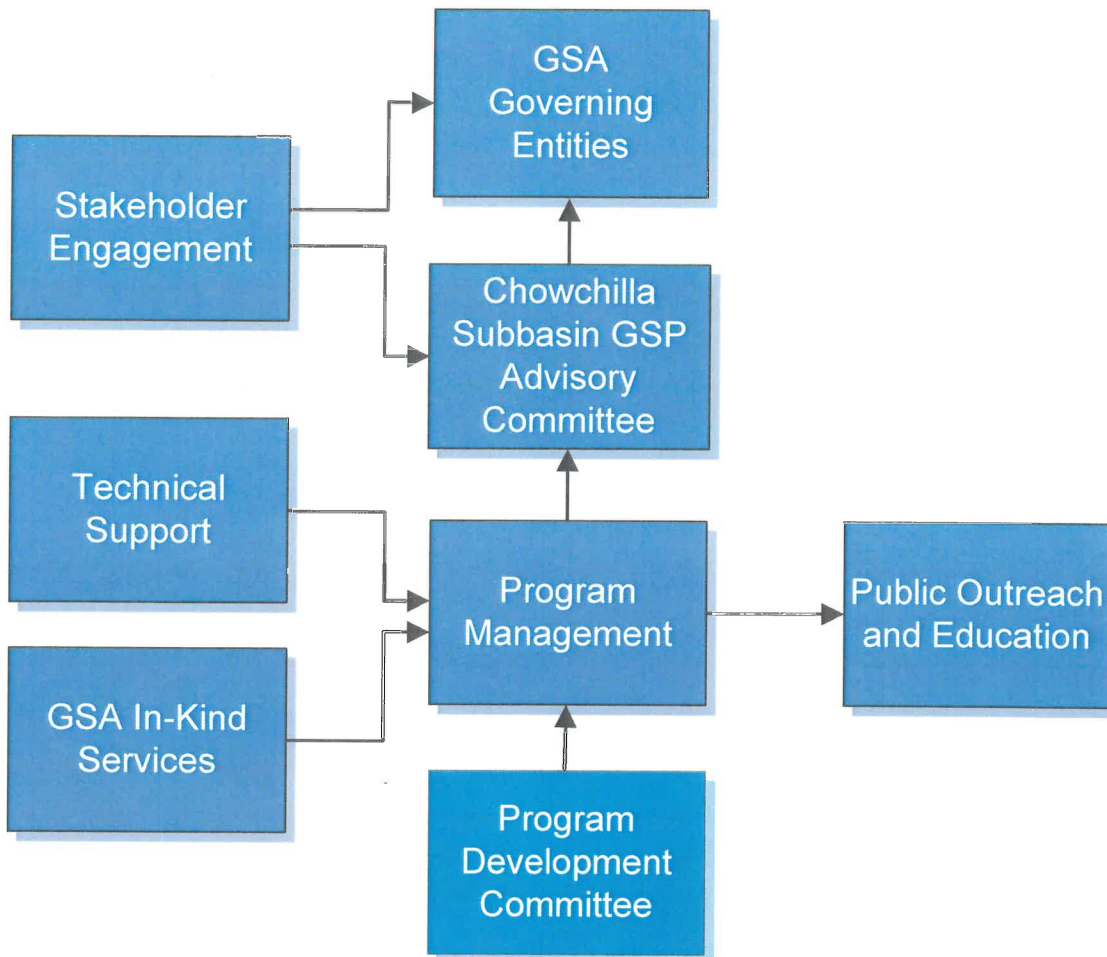 GSA
Governing
Entities
Stakeholder
Engagement
Chowchilla
Subbasin GSP
Advisory
Committee
Technical
Support
Program
Management
Public Outreach
and Education
GSA In-Kind
Services
Program
Development
Committee